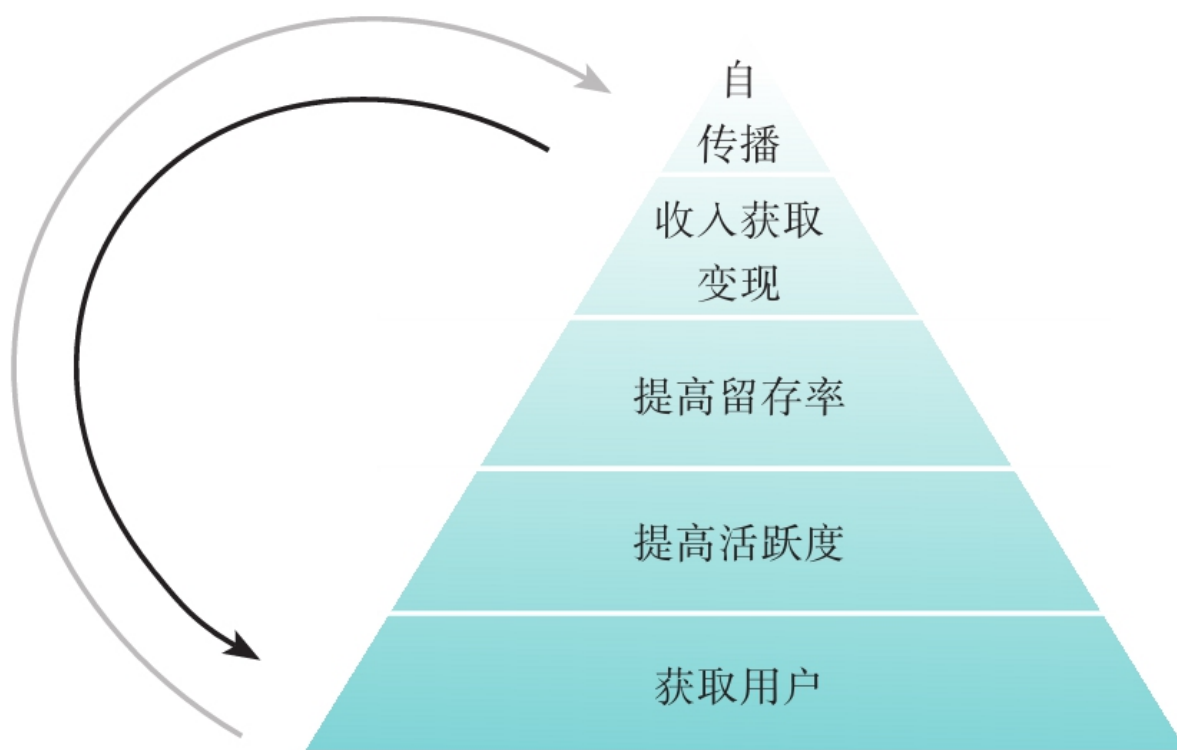 自
传播
收入获取
变现
提高留存率
提高活跃度
获取用户